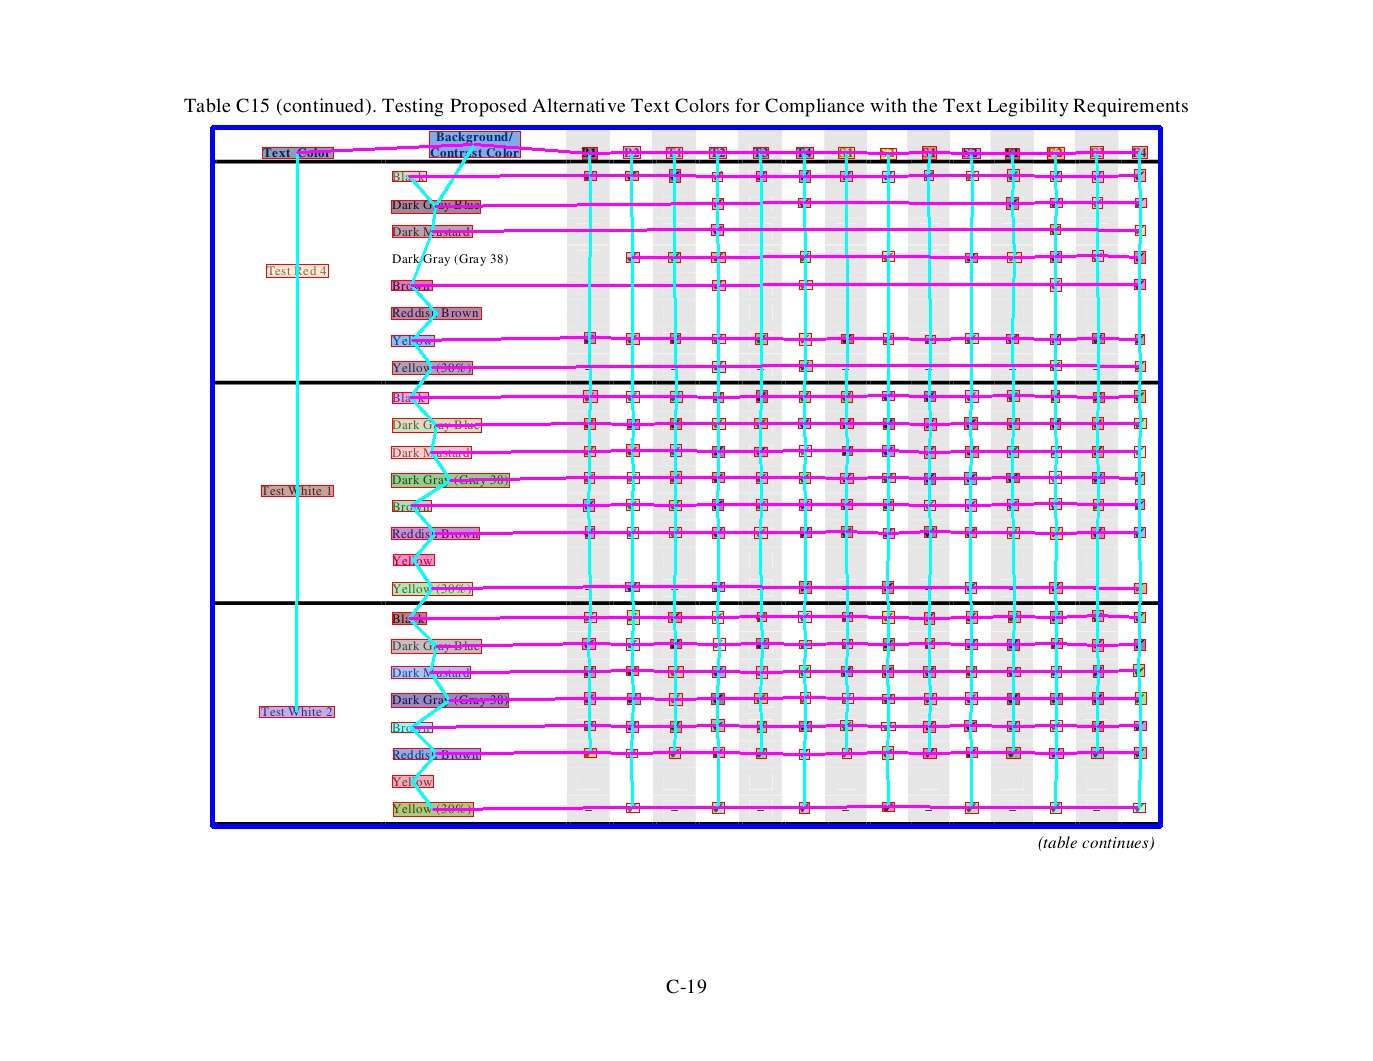 Table C15 (continued). Testing Proposed Alternative Text Colors for Compliance with the Text Legibility Requirements
Background/
Text Color Contrast Color
Black
Dark Gray Blue
Dark Mustard
Dark Gray (Gray 38)
Test Red 4
Brown
Reddish Brown
Yellow
Yellow (30%)
Black
Dark Gray Blue
Dark Mustard
Dark Gray (Gray 38)
Test White 1
Brown
Reddish Brown
Yellow
Yellow (30%)
Black
Dark Gray Blue
Dark Mustard
Dark Gray (Gray 38)
Test White 2
Brown
Reddish Brown
Yellow
Yellow (30%)
(table continues)
C-19